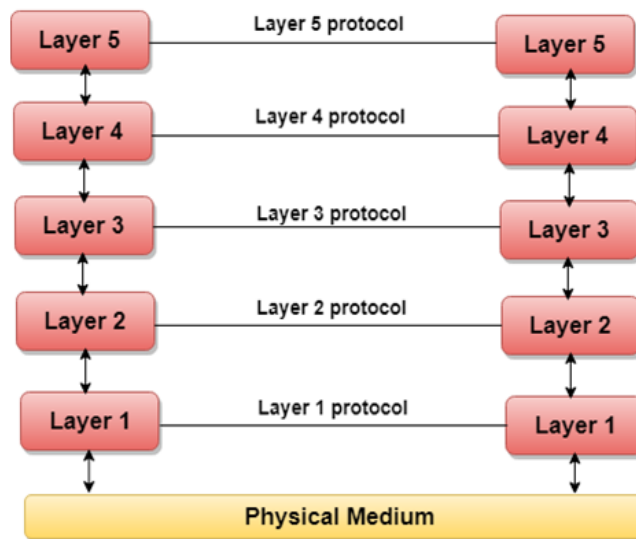 Layer 5 Layer 5 protocol Layer 5
Layer 4 Layer 4 protocol Layer 4
Layer 3 Layer 3 protocol Layer 3
Layer 2 Layer 2 protocol Layer 2
Layer 1 Layer 1 protocol Layer 1
Physical Medium